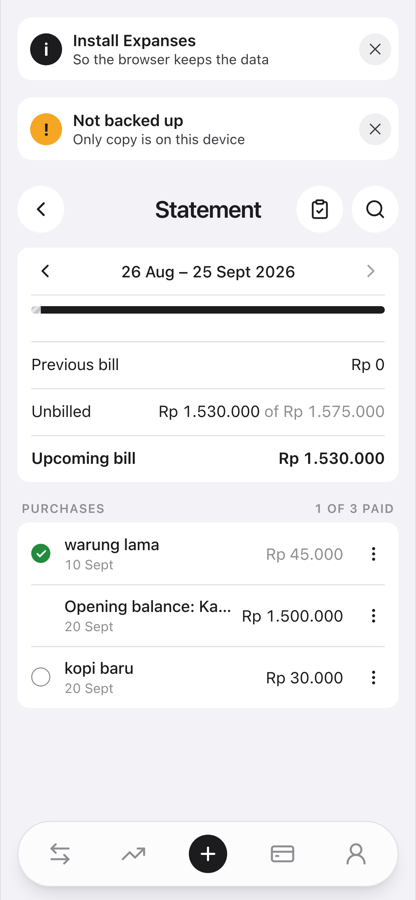 Install Expanses
So the browser keeps the data
Not backed up
Only copy is on this device
Statement
26 Aug – 25 Sept 2026
Previous bill Rp 0
Unbilled Rp 1.530.000 of Rp 1.575.000
Upcoming bill Rp 1.530.000
PURCHASES 1 OF 3 PAID
warung lama Rp 45.000
10 Sept
Opening balance: Ka... Rp 1.500.000
20 Sept
kopi baru Rp 30.000
20 Sept